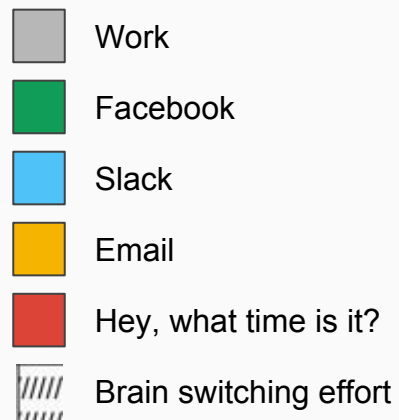 Work
Facebook
Slack
Email
Hey, what time is it?
Brain switching effort